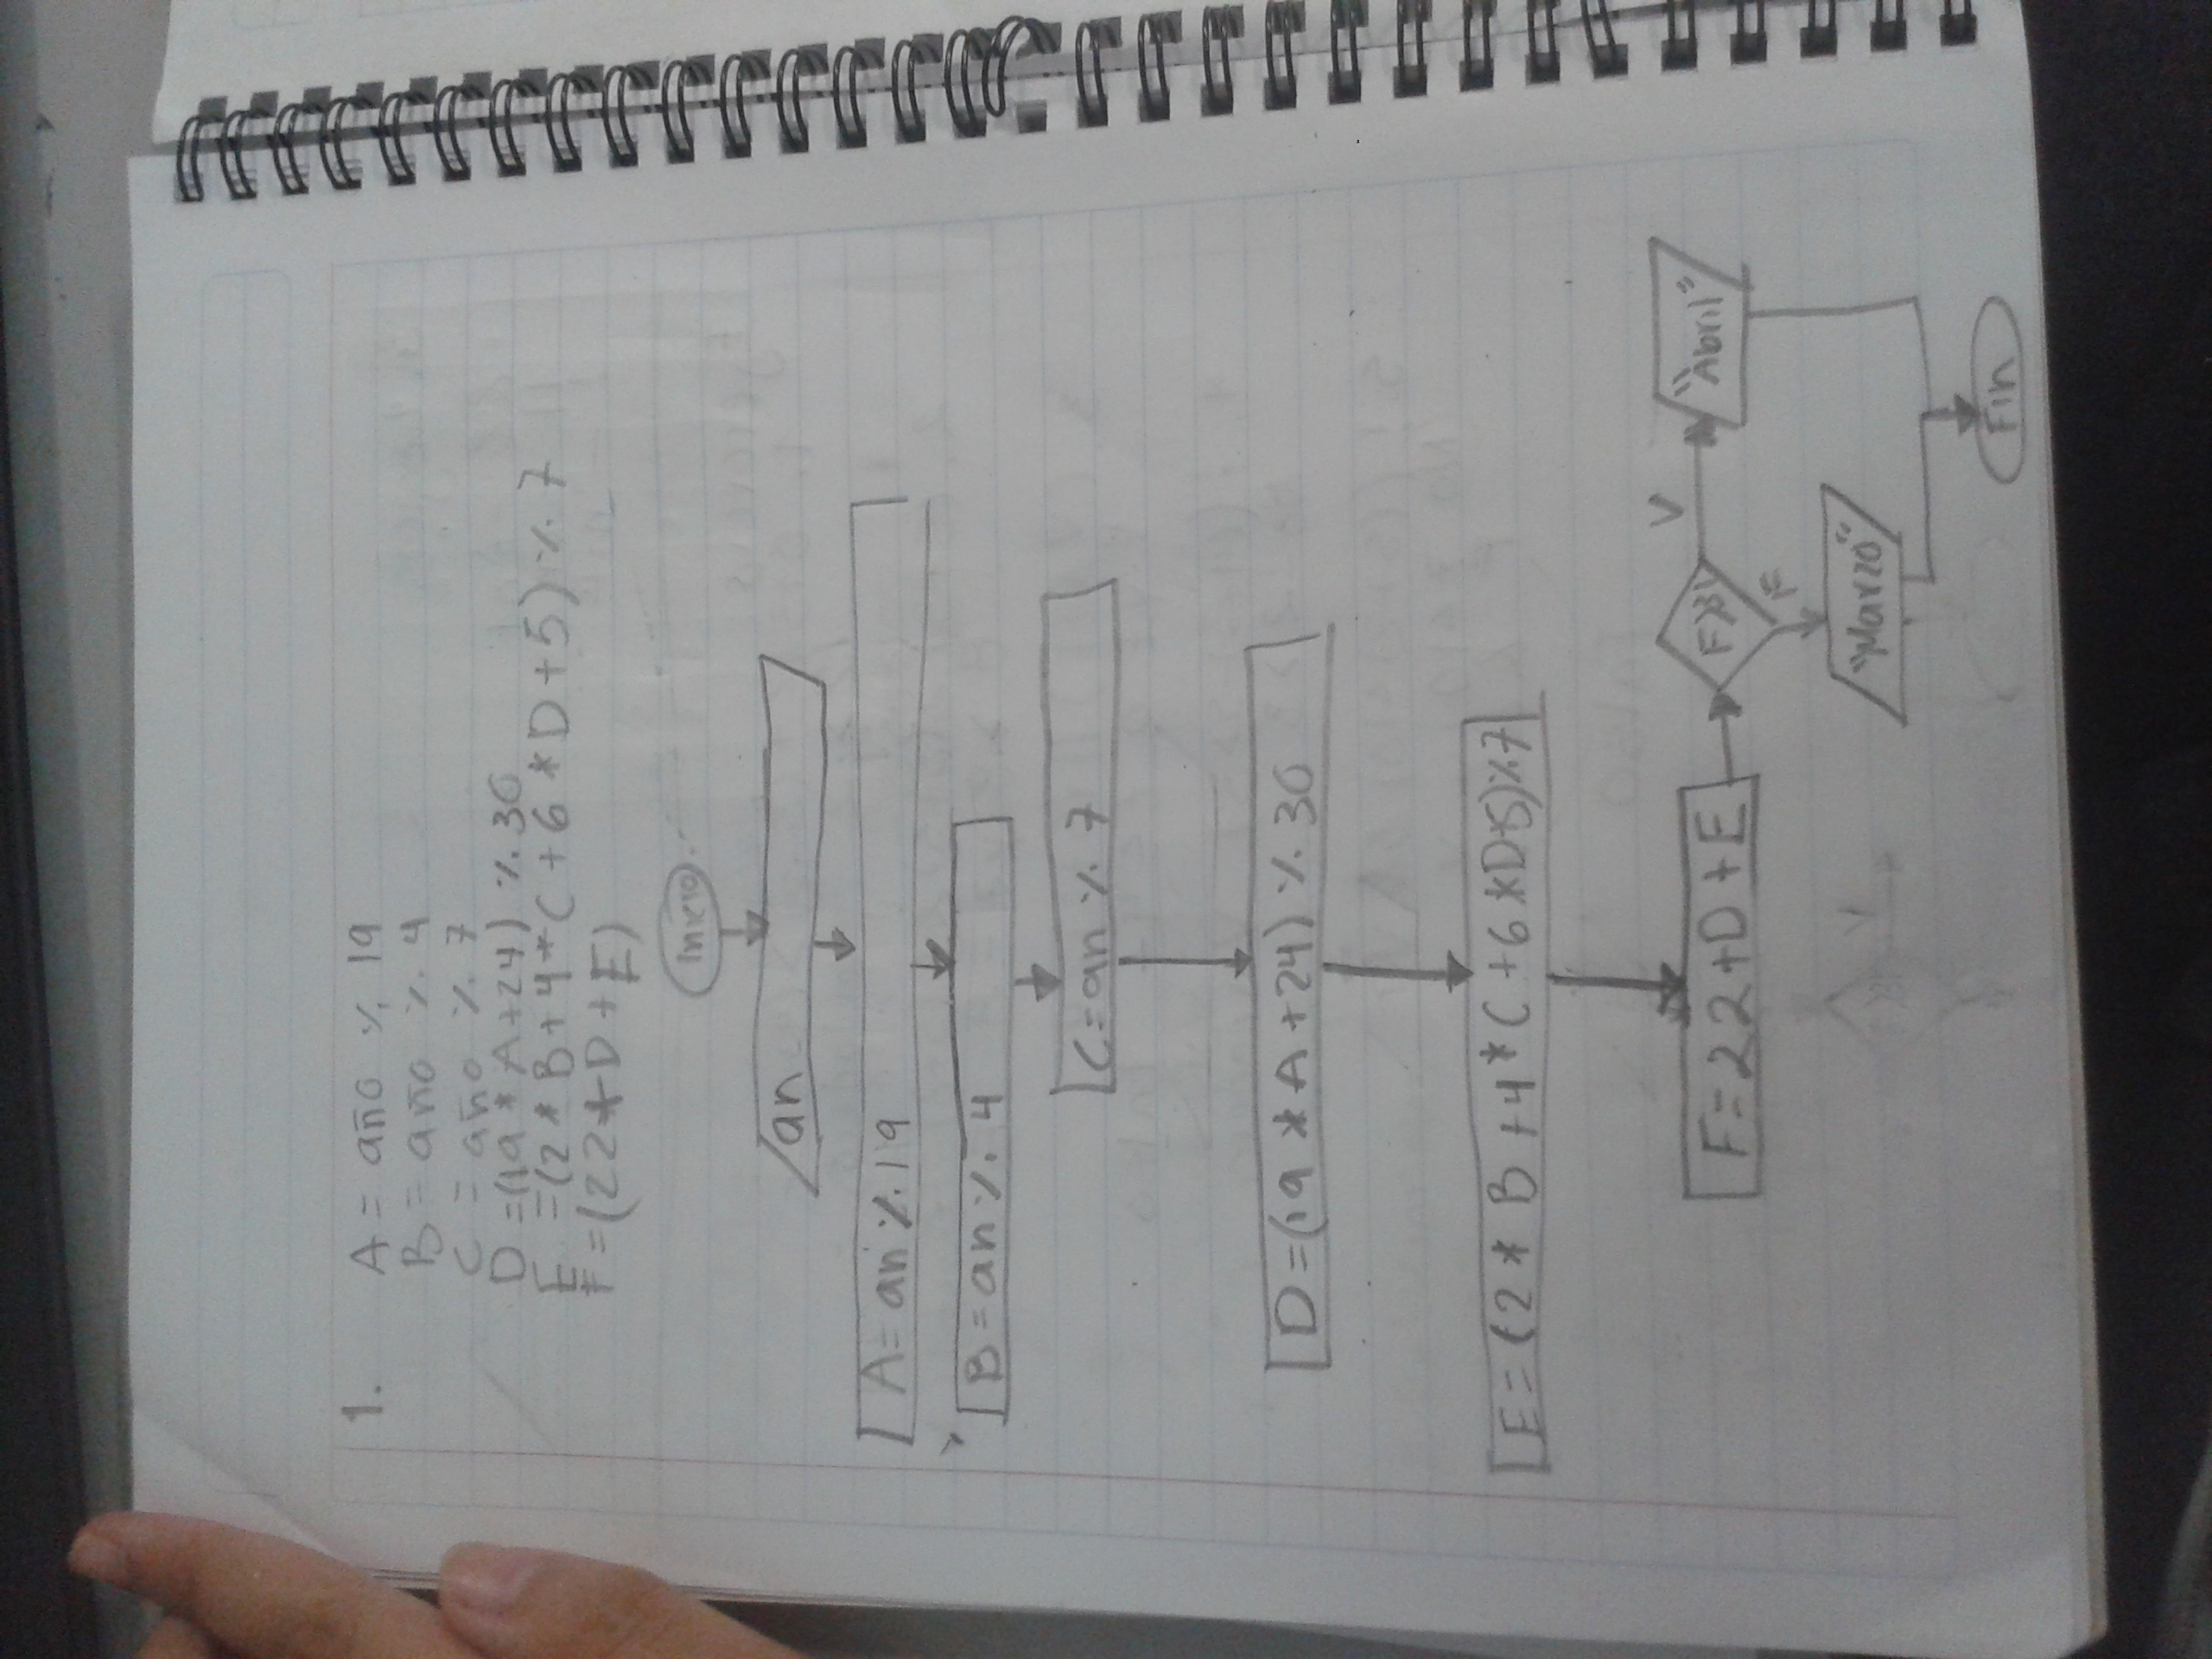 1. A = año % 19
B = año % 4
C = año % 7
D = (19 * A + 24) % 30
E = (2 * B + 4 * C + 6 * D + 5) % 7
F = (22 + D + E)
Inicio
an
A = an % 19
B = an % 4
C = an % 7
D = (19 * A + 24) % 30
E = (2 * B + 4 * C + 6 * D + 5) % 7
F = 22 + D + E
V
"Abril"
F
"Marzo"
Fin